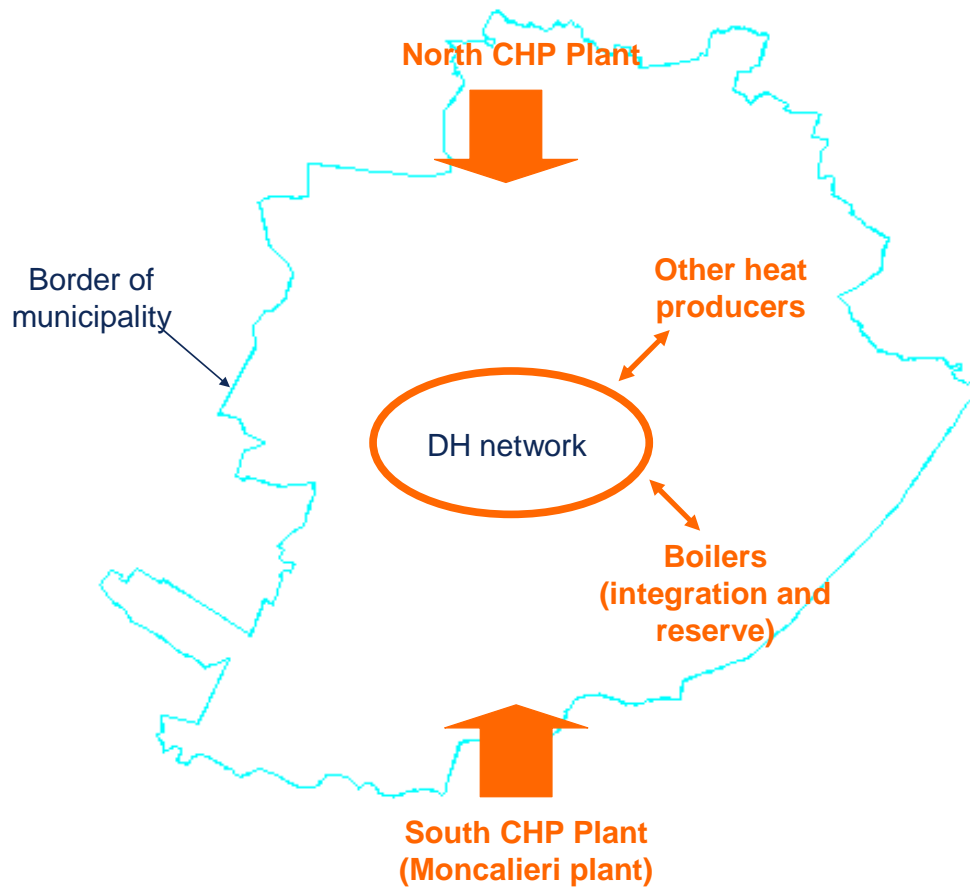 North CHP Plant
Border of
municipality
Other heat
producers
DH network
Boilers
(integration and
reserve)
South CHP Plant
(Moncalieri plant)